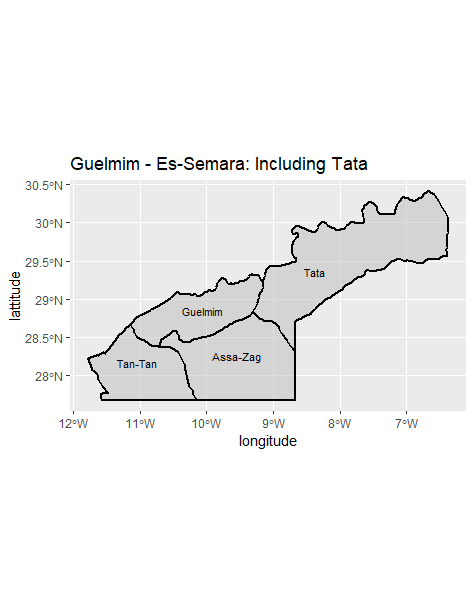 Guelmim - Es-Semara: Including Tata
30.5°N
30°N
29.5°N
29°N
28.5°N
28°N
lattitude
Tata
Guelmim
Assa-Zag
Tan-Tan
12°W
11°W
10°W
9°W
8°W
7°W
longitude